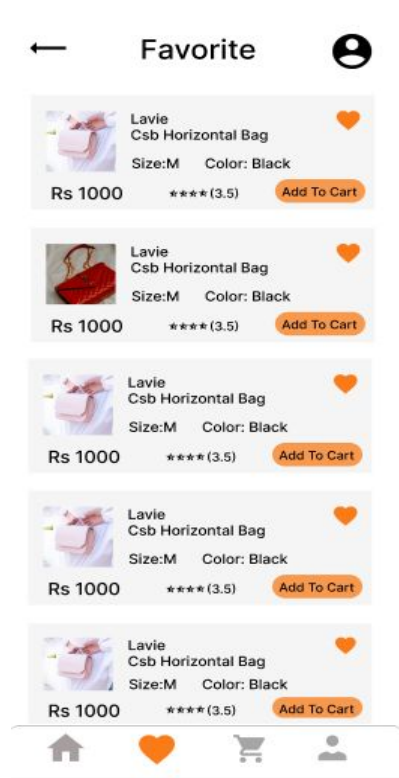 Favorite
Lavie
Csb Horizontal Bag
Size:M Color: Black
Rs 1000 ★★★★(3.5) Add To Cart
Lavie
Csb Horizontal Bag
Size:M Color: Black
Rs 1000 ★★★★(3.5) Add To Cart
Lavie
Csb Horizontal Bag
Size:M Color: Black
Rs 1000 ★★★★(3.5) Add To Cart
Lavie
Csb Horizontal Bag
Size:M Color: Black
Rs 1000 ★★★★(3.5) Add To Cart
Lavie
Csb Horizontal Bag
Size:M Color: Black
Rs 1000 ★★★★(3.5) Add To Cart